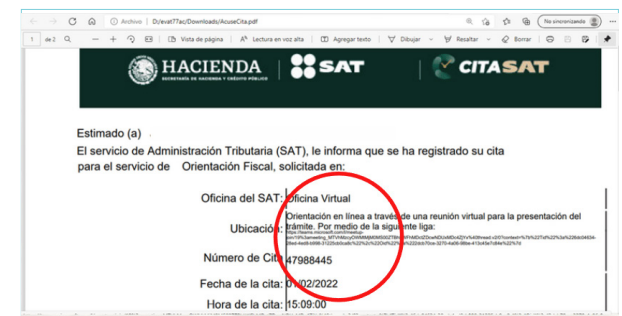 Archivo | D:/evat77ac/Downloads/AcuseCita.pdf
No sincronizando
1 de 2
Vista de página | Lectura en voz alta | Agregar texto | Dibujar | Resaltar | Borrar
HACIENDA | SAT | CITASAT
SECRETARÍA DE HACIENDA Y CRÉDITO PÚBLICO
Estimado (a)
El servicio de Administración Tributaria (SAT), le informa que se ha registrado su cita
para el servicio de Orientación Fiscal, solicitada en:
Oficina del SAT: Oficina Virtual
Orientación en línea a través de una reunión virtual para la presentación del
Ubicación: trámite. Por medio de la siguiente liga:
Número de Cita 47988445
Fecha de la cita: 01/02/2022
Hora de la cita: 15:09:00